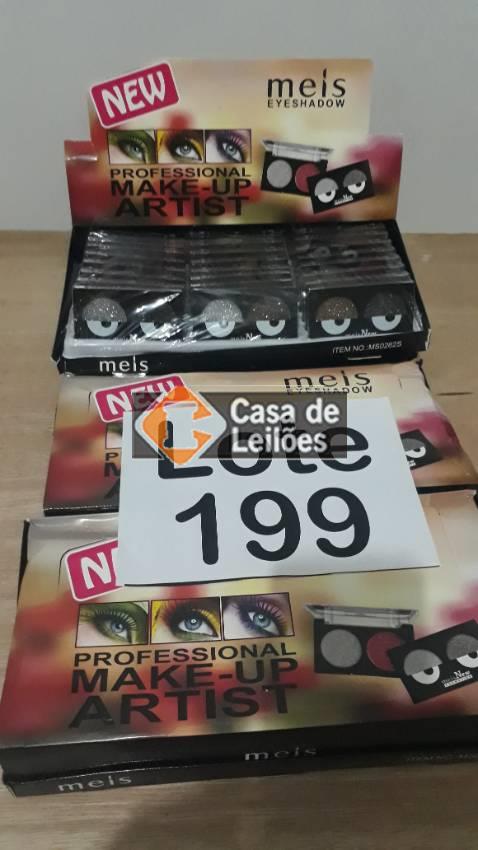 NEW
meis
EYESHADOW
PROFESSIONAL
MAKE-UP
ARTIST
meis
ITEM NO.:MS0262S
NEW
meis
EYESHADOW
Casa de
Leilões
Lote
199
PROFESSIONAL
MAKE-UP
ARTIST
meis
meis